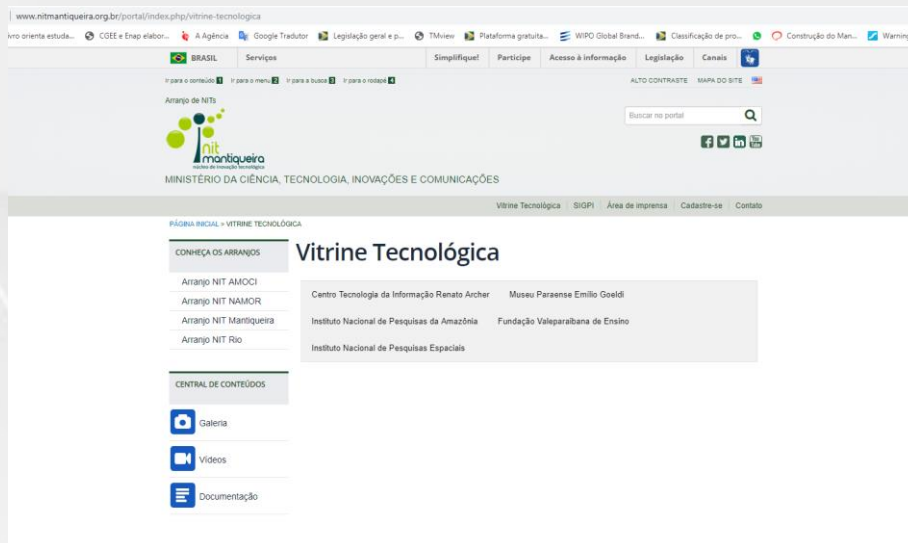 www.nitmantiqueira.org.br/portal/index.php/vitrine-tecnologica
ivro orienta estuda... CGEE e Enap elabor... A Agência Google Tradutor Legislação geral e p... TMview Plataforma gratuita... WIPO Global Brand... Classificação de pro... Construção do Man... Warning
BRASIL Serviços Simplifique! Participe Acesso à informação Legislação Canais
Ir para o conteúdo 1 Ir para o menu 2 Ir para a busca 3 Ir para o rodapé 4 ALTO CONTRASTE MAPA DO SITE
Arranjo de NITs
Buscar no portal
nit
mantiqueira
núcleo de inovação tecnológica
You Tube
MINISTÉRIO DA CIÊNCIA, TECNOLOGIA, INOVAÇÕES E COMUNICAÇÕES
Vitrine Tecnológica SIGPI Área de imprensa Cadastre-se Contato
PÁGINA INICIAL > VITRINE TECNOLÓGICA
CONHEÇA OS ARRANJOS
Arranjo NIT AMOCI
Arranjo NIT NAMOR
Arranjo NIT Mantiqueira
Arranjo NIT Rio
Vitrine Tecnológica
Centro Tecnologia da Informação Renato Archer Museu Paraense Emílio Goeldi
Instituto Nacional de Pesquisas da Amazônia Fundação Valeparaibana de Ensino
Instituto Nacional de Pesquisas Espaciais
CENTRAL DE CONTEÚDOS
Galeria
Vídeos
Documentação